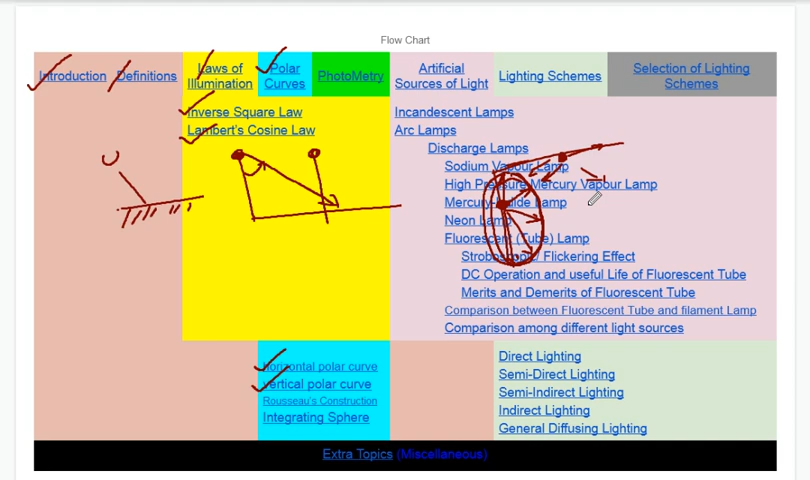 Flow Chart
Introduction Definitions Laws of Illumination Polar Curves PhotoMetry Artificial Sources of Light Lighting Schemes Selection of Lighting Schemes
Inverse Square Law
Lambert's Cosine Law
Incandescent Lamps
Arc Lamps
Discharge Lamps
Sodium Vapour Lamp
High Pressure Mercury Vapour Lamp
Mercury-Iodide Lamp
Neon Lamp
Fluorescent (Tube) Lamp
Stroboscopic / Flickering Effect
DC Operation and useful Life of Fluorescent Tube
Merits and Demerits of Fluorescent Tube
Comparison between Fluorescent Tube and filament Lamp
Comparison among different light sources
horizontal polar curve
vertical polar curve
Rousseau's Construction
Integrating Sphere
Direct Lighting
Semi-Direct Lighting
Semi-Indirect Lighting
Indirect Lighting
General Diffusing Lighting
Extra Topics (Miscellaneous)